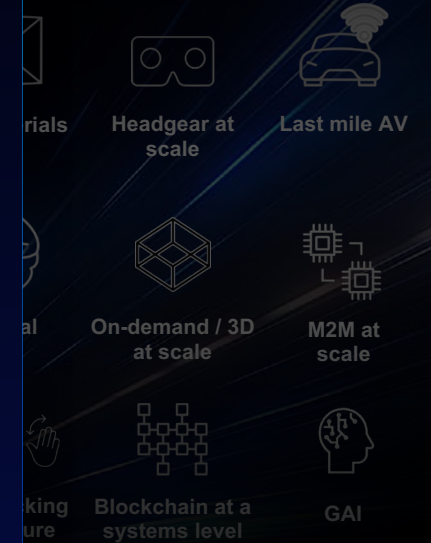 rials
Headgear at
scale
Last mile AV
al
On-demand / 3D
at scale
M2M at
scale
king
ure
Blockchain at a
systems level
GAI